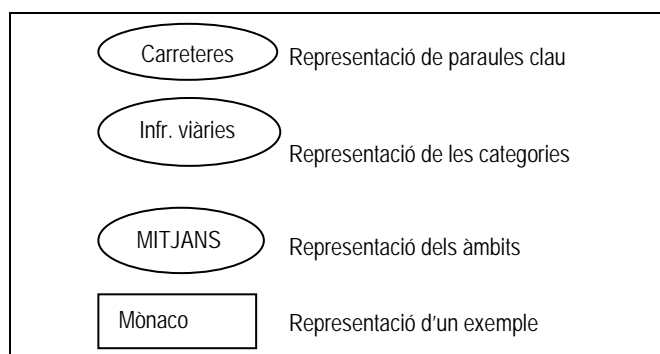 Carreteres Representació de paraules clau
Infr. viàries
Representació de les categories
MITJANS Representació dels àmbits
Mònaco Representació d'un exemple